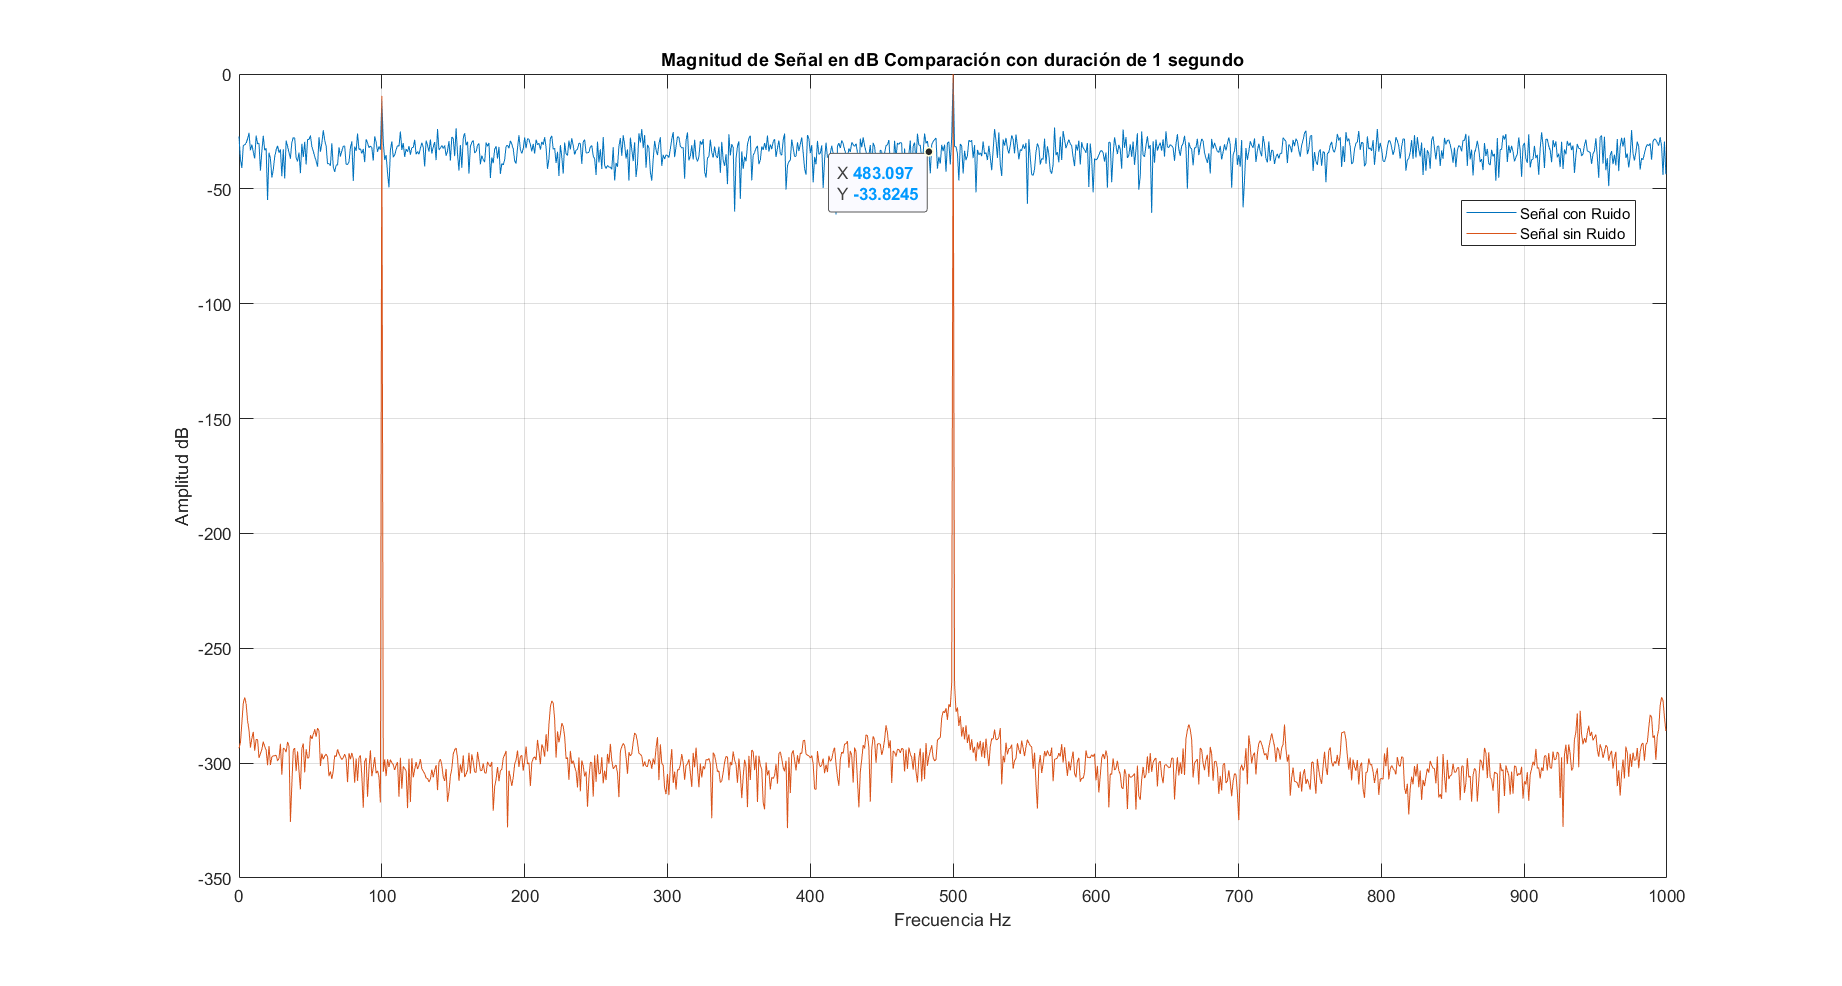 Magnitud de Señal en dB Comparación con duración de 1 segundo
0
-50
-100
-150
-200
-250
-300
-350
Amplitud dB
X 483.097
Y -33.8245
Señal con Ruido
Señal sin Ruido
0 100 200 300 400 500 600 700 800 900 1000
Frecuencia Hz